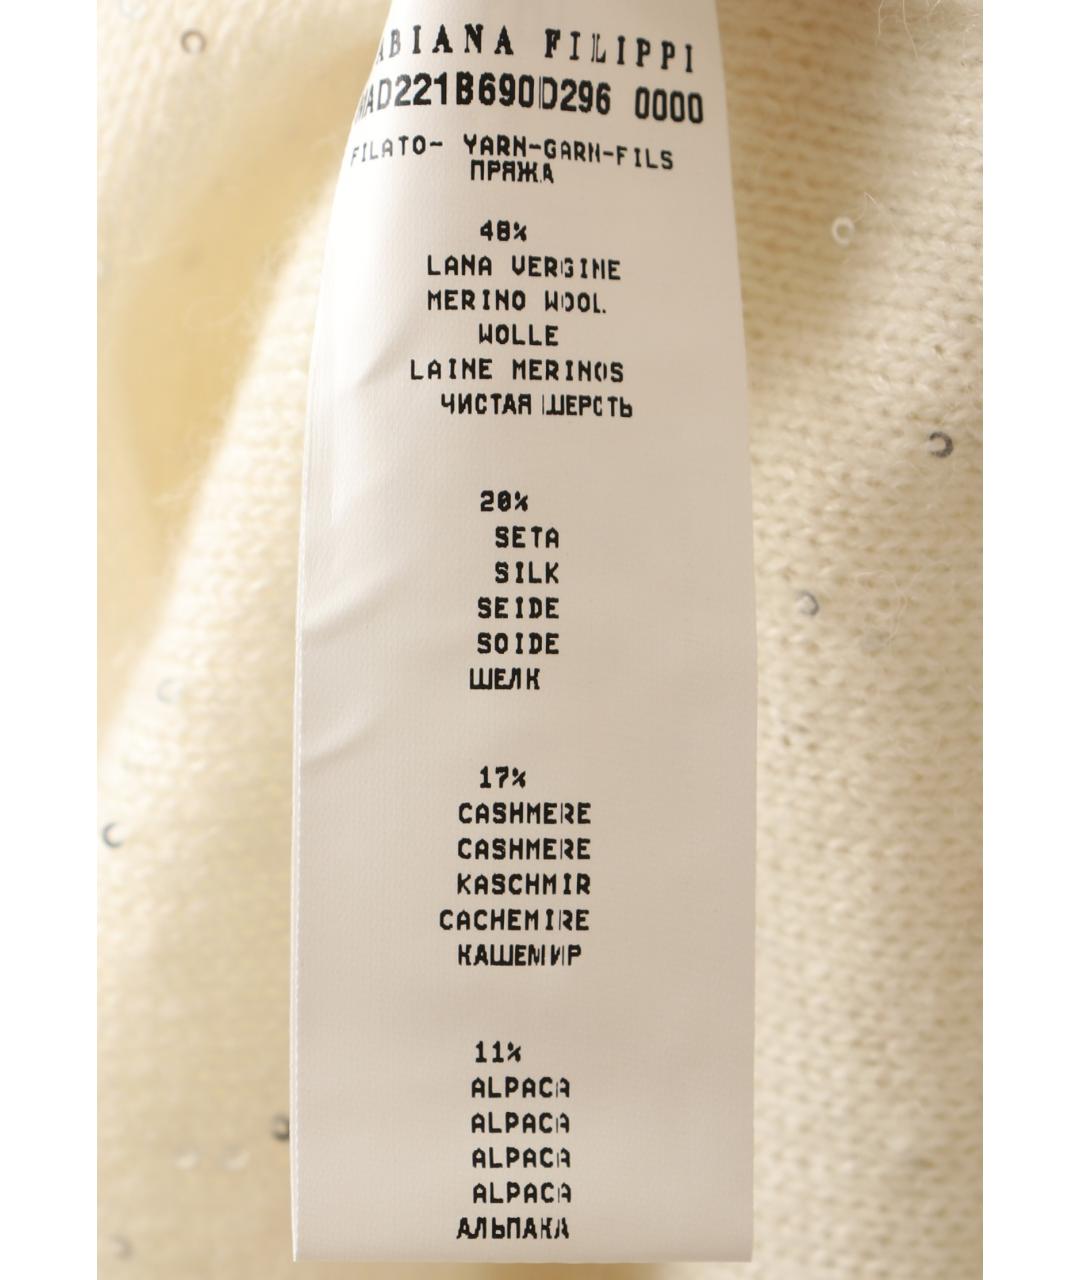 ABIANA FILIPPI
MAD221B690D296 0000
FILATO- YARN-GARN-FILS
ПРЯЖА
48%
LANA VERGINE
MERINO WOOL
WOLLE
LAINE MERINOS
ЧИСТАЯ ШЕРСТЬ
20%
SETA
SILK
SEIDE
SOIDE
ШЕЛК
17%
CASHMERE
CASHMERE
KASCHMIR
CACHEMIRE
КАШЕМИР
11%
ALPACA
ALPACA
ALPACA
ALPACA
АЛЬПАКА